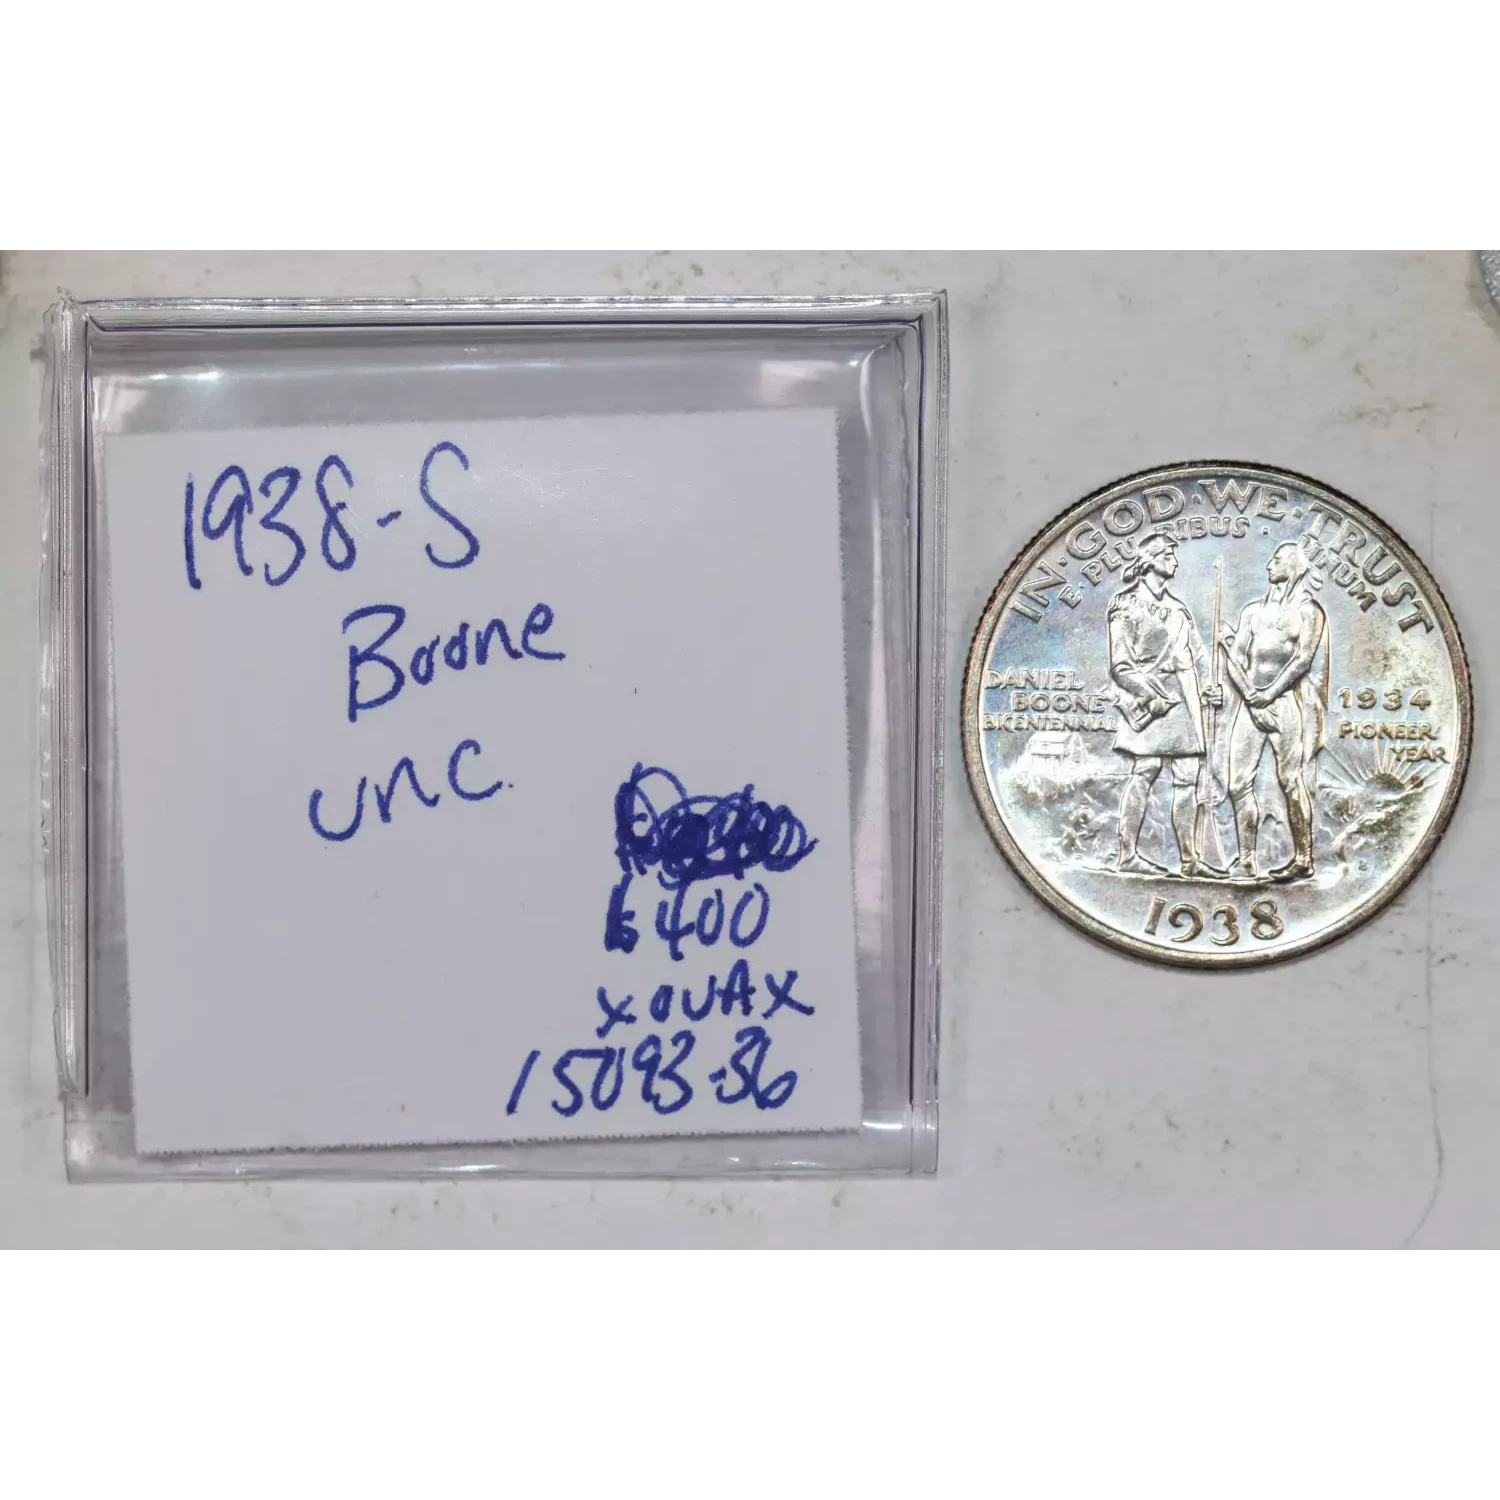 1938-S
Boone
UNC.
$400
XOUAX
15093-36
IN·GOD·WE·TRUST
E·PLURIBUS·UNUM
DANIEL
BOONE
BICENTENNIAL
1934
PIONEER
YEAR
1938